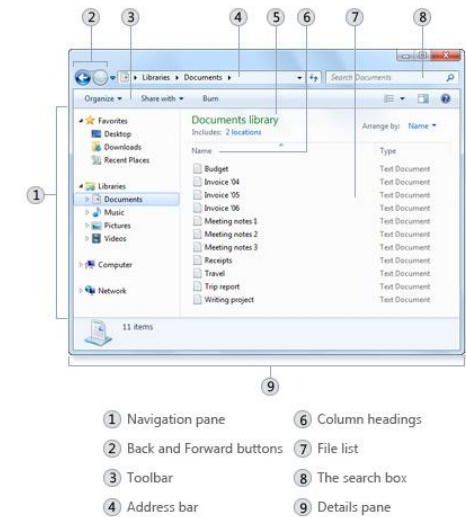 2 3 4 5 6 7 8
Libraries Documents Search Documents
Organize Share with Burn
Favorites
Desktop
Downloads
Recent Places
Libraries
Documents
Music
Pictures
Videos
Computer
Network
Documents library
Includes: 2 locations
Arrange by: Name
Name Type
Budget Text Document
Invoice '04 Text Document
Invoice '05 Text Document
Invoice '06 Text Document
Meeting notes 1 Text Document
Meeting notes 2 Text Document
Meeting notes 3 Text Document
Receipts Text Document
Travel Text Document
Trip report Text Document
Writing project Text Document
1
11 items
9
1 Navigation pane
2 Back and Forward buttons
3 Toolbar
4 Address bar
6 Column headings
7 File list
8 The search box
9 Details pane